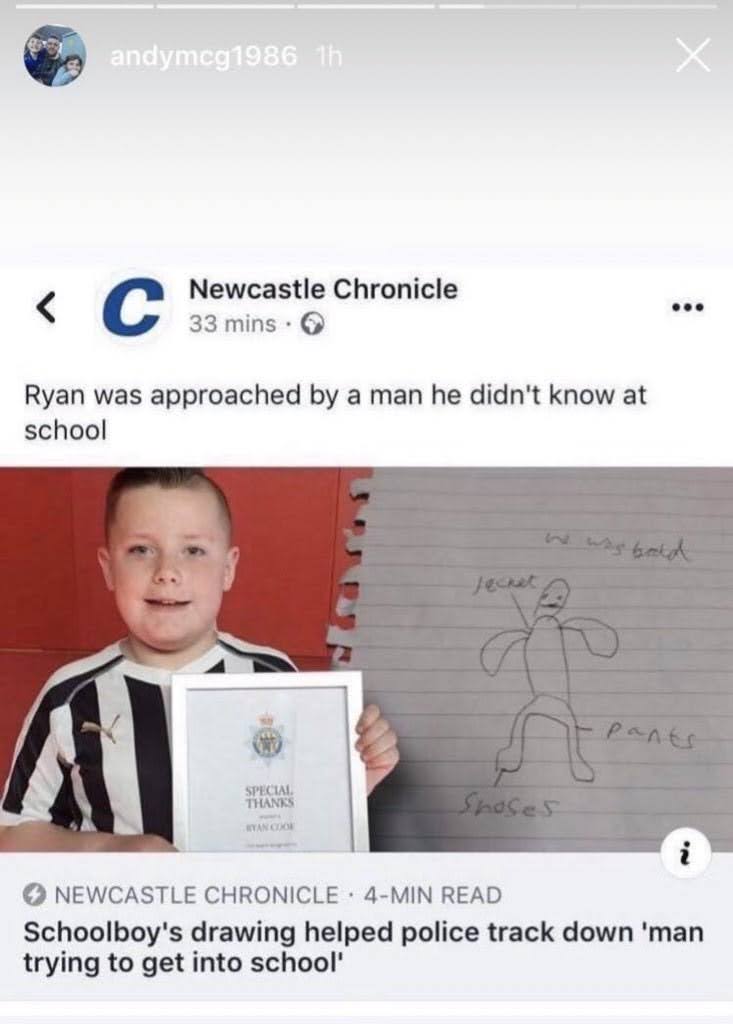 andymcg1986 1h
Newcastle Chronicle
33 mins ·
Ryan was approached by a man he didn't know at
school
he was bald
jecket
pants
shoses
SPECIAL
THANKS
RYAN COOK
NEWCASTLE CHRONICLE · 4-MIN READ
Schoolboy's drawing helped police track down 'man
trying to get into school'